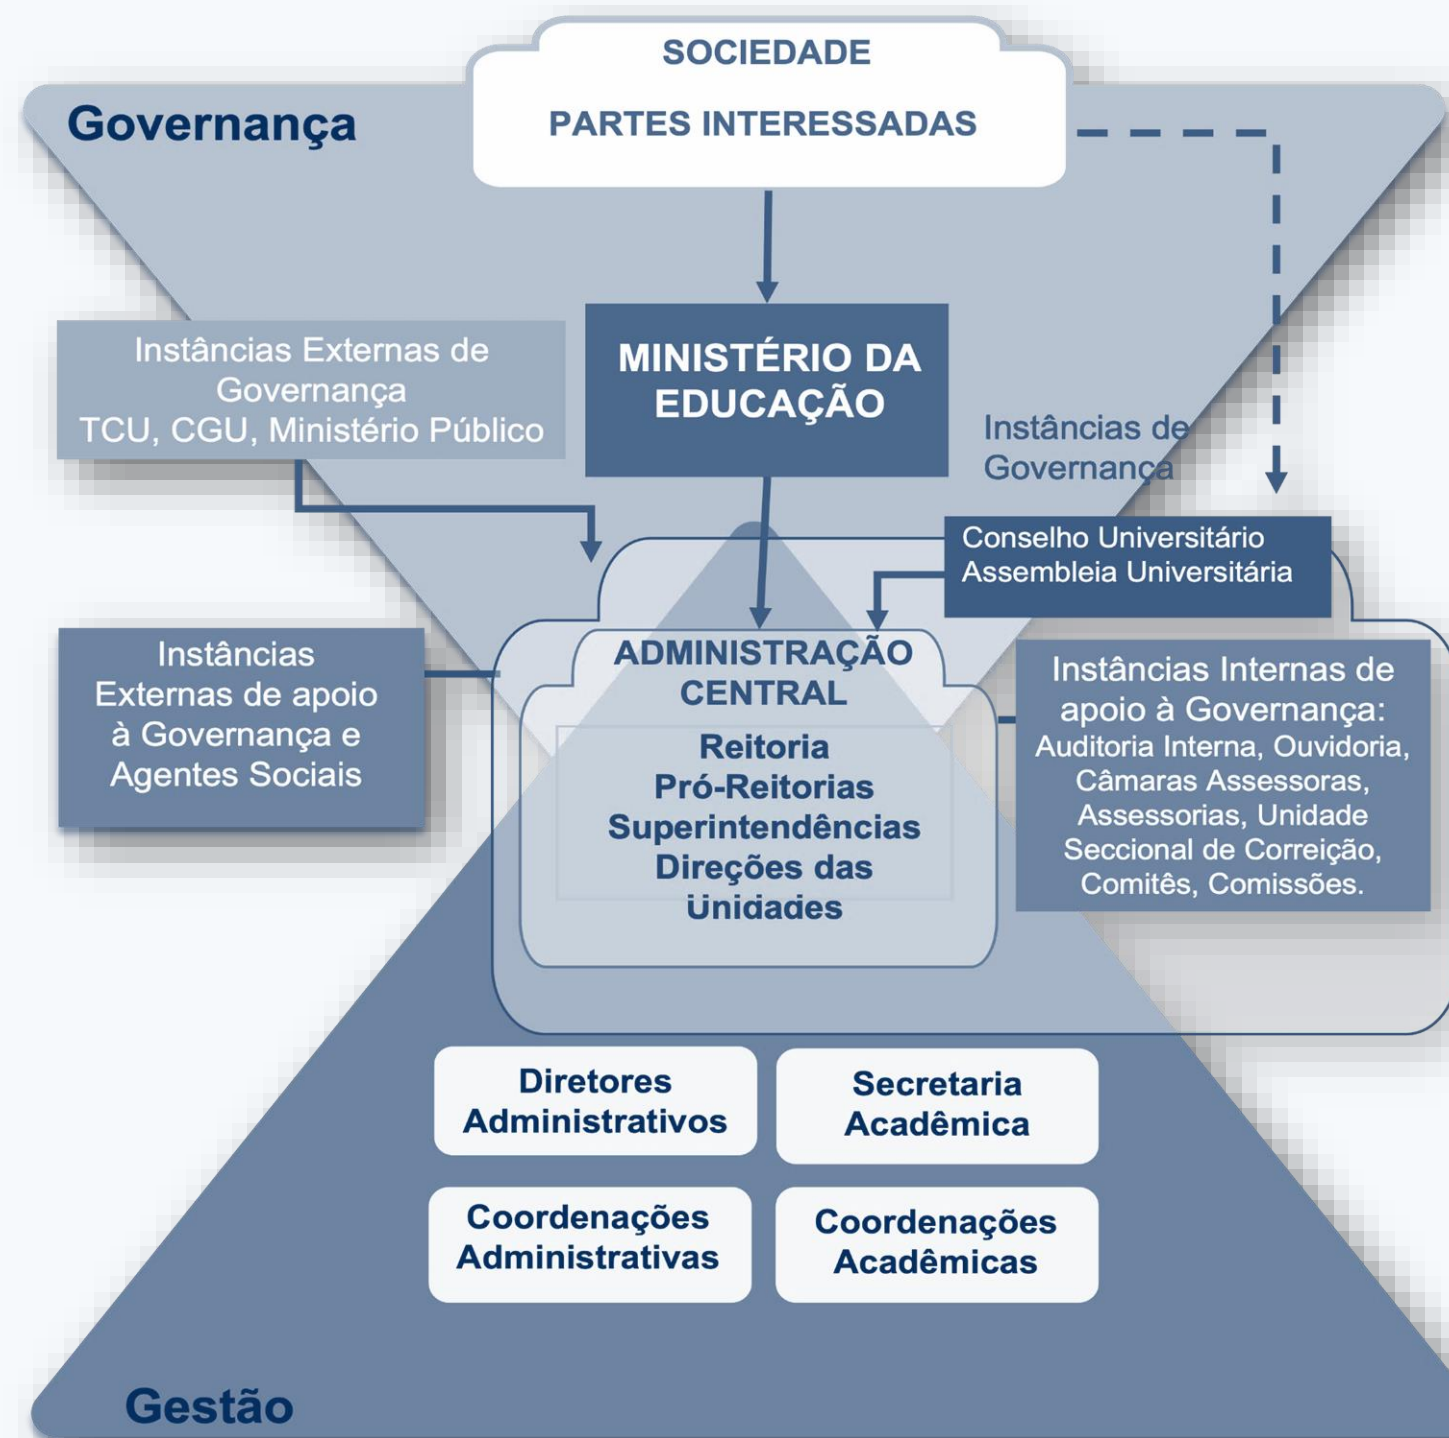 SOCIEDADE
PARTES INTERESSADAS
Governança
Instâncias Externas de
Governança
TCU, CGU, Ministério Público
MINISTÉRIO DA
EDUCAÇÃO
Instâncias de
Governança
Conselho Universitário
Assembleia Universitária
Instâncias
Externas de apoio
à Governança e
Agentes Sociais
ADMINISTRAÇÃO
CENTRAL
Reitoria
Pró-Reitorias
Superintendências
Direções das
Unidades
Instâncias Internas de
apoio à Governança:
Auditoria Interna, Ouvidoria,
Câmaras Assessoras,
Assessorias, Unidade
Seccional de Correição,
Comitês, Comissões.
Diretores
Administrativos
Secretaria
Acadêmica
Coordenações
Administrativas
Coordenações
Acadêmicas
Gestão